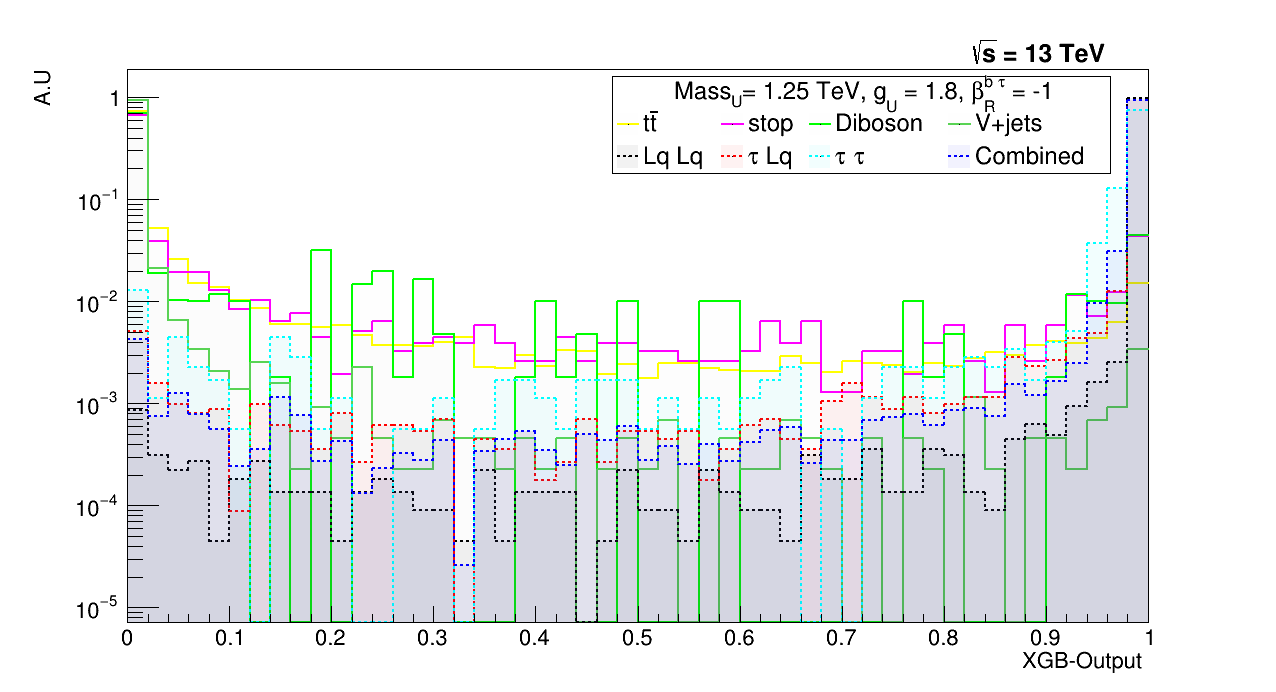 √s = 13 TeV
A.U
Mass_U= 1.25 TeV, g_U = 1.8, β_R^{b τ} = -1
tt̄ stop Diboson V+jets
Lq Lq τ Lq τ τ Combined
1
10^{−1}
10^{−2}
10^{−3}
10^{−4}
10^{−5}
0 0.1 0.2 0.3 0.4 0.5 0.6 0.7 0.8 0.9 1
XGB-Output